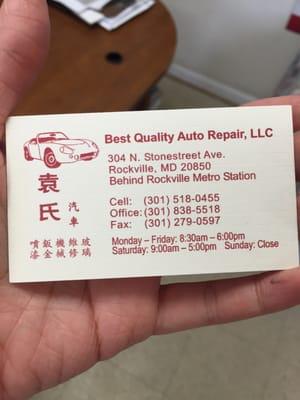 Best Quality Auto Repair, LLC
304 N. Stonestreet Ave.
Rockville, MD 20850
Behind Rockville Metro Station
Cell: (301) 518-0455
Office: (301) 838-5518
Fax: (301) 279-0597
Monday – Friday: 8:30am – 6:00pm
Saturday: 9:00am – 5:00pm Sunday: Close
袁氏
汽車
噴鈑機維玻
漆金械修璃